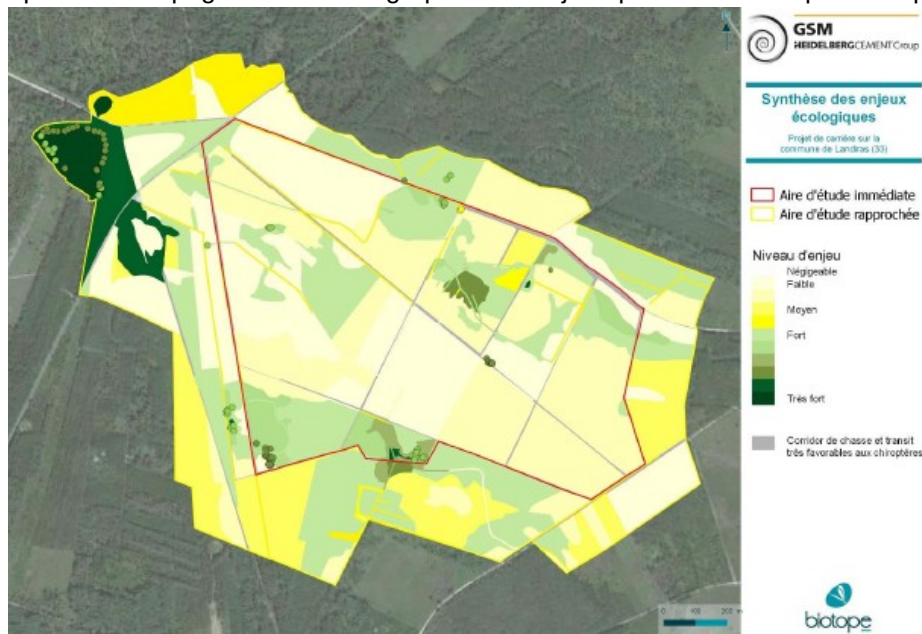 GSM
HEIDELBERGCEMENTGroup
Synthèse des enjeux
écologiques
Projet de carrière sur la
commune de Landiras (33)
Aire d'étude immédiate
Aire d'étude rapprochée
Niveau d'enjeu
Négligeable
Faible
Moyen
Fort
Très fort
Corridor de chasse et transit
très favorables aux chiroptères
biotope